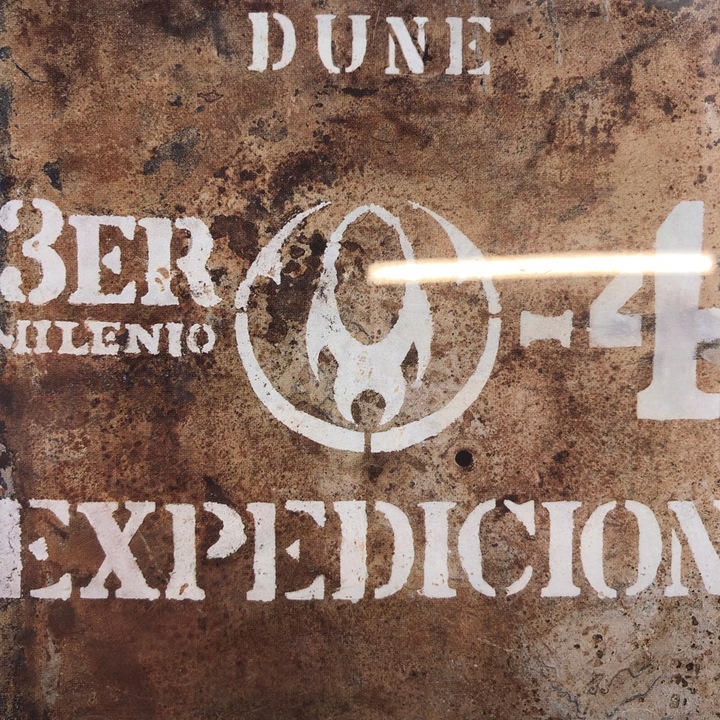 DUNE
3ER -4
MILENIO
EXPEDICION